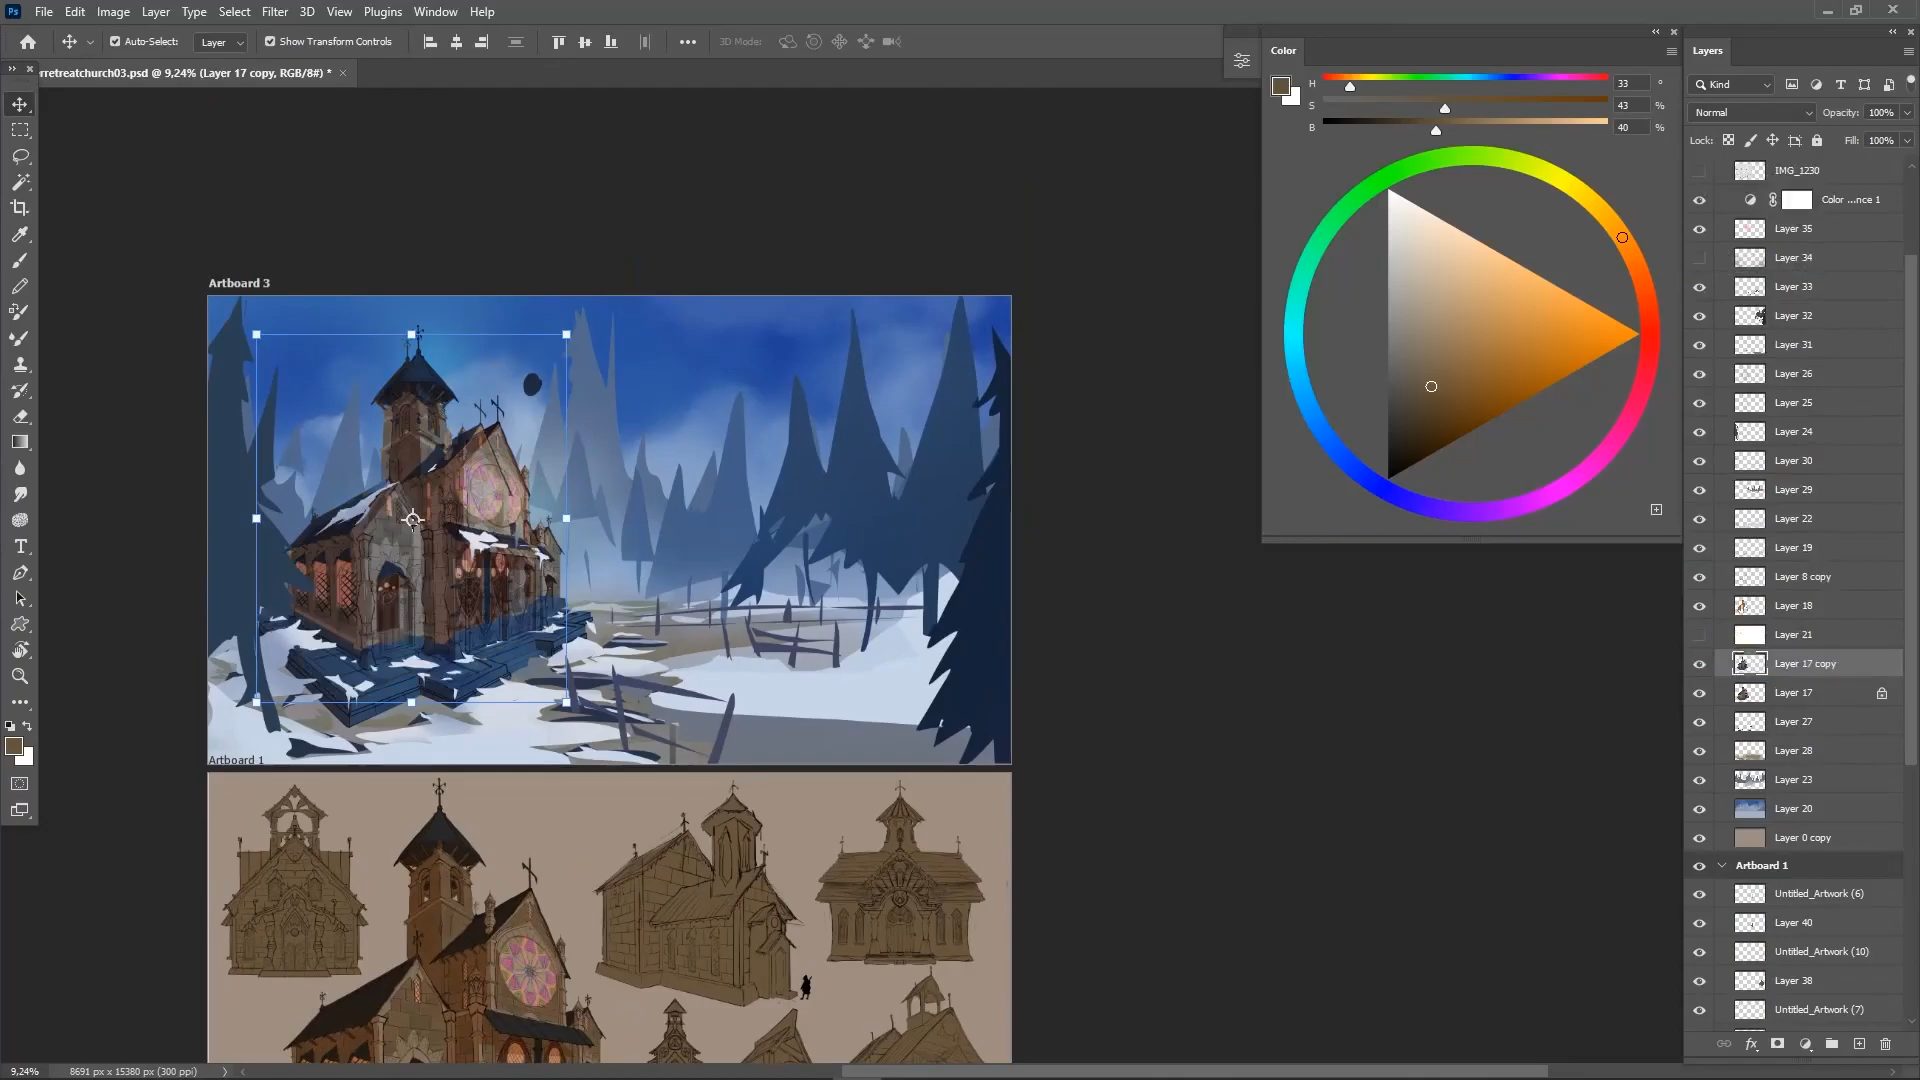 Ps File Edit Image Layer Type Select Filter 3D View Plugins Window Help
Auto-Select: Layer Show Transform Controls 3D Mode:
rretreatchurch03.psd @ 9,24% (Layer 17 copy, RGB/8#) *
Artboard 3
Artboard 1
9,24% 8691 px x 15380 px (300 ppi)
Color
H 33 °
S 43 %
B 40 %
Layers
Kind
Normal Opacity: 100%
Lock: Fill: 100%
IMG_1230
Color ...nce 1
Layer 35
Layer 34
Layer 33
Layer 32
Layer 31
Layer 26
Layer 25
Layer 24
Layer 30
Layer 29
Layer 22
Layer 19
Layer 8 copy
Layer 18
Layer 21
Layer 17 copy
Layer 17
Layer 27
Layer 28
Layer 23
Layer 20
Layer 0 copy
Artboard 1
Untitled_Artwork (6)
Layer 40
Untitled_Artwork (10)
Layer 38
Untitled_Artwork (7)